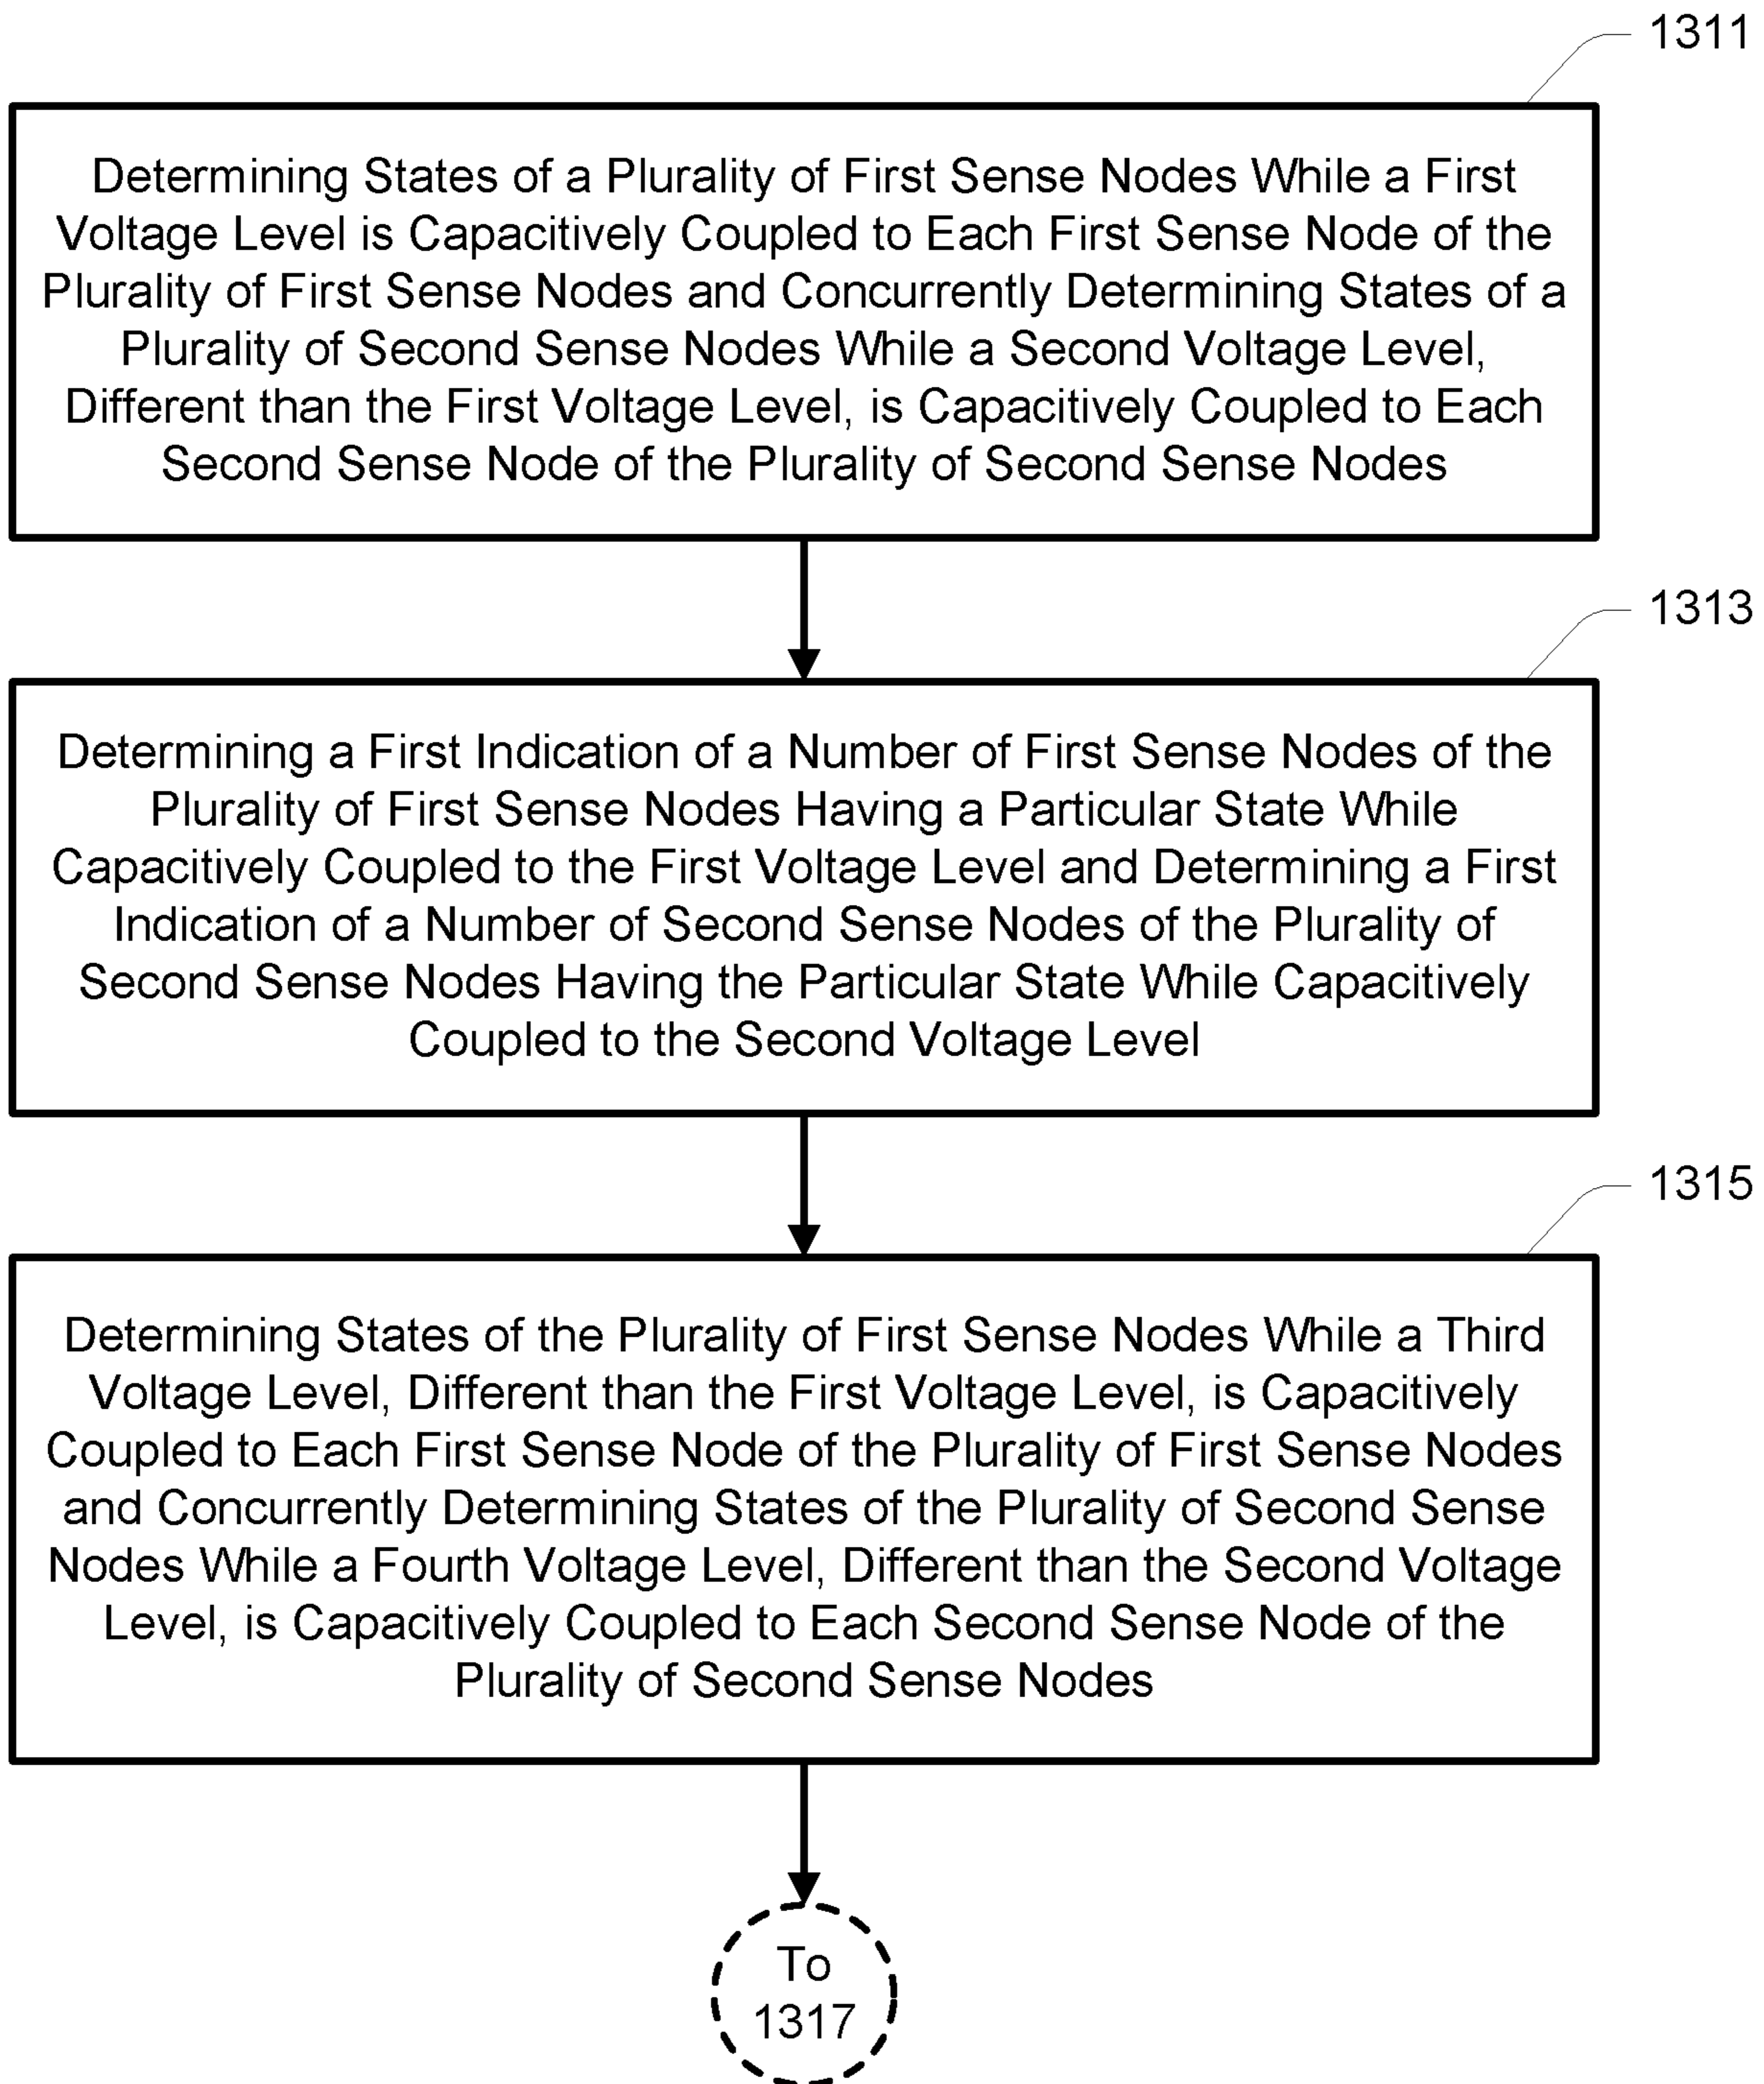 1311
Determining States of a Plurality of First Sense Nodes While a First
Voltage Level is Capacitively Coupled to Each First Sense Node of the
Plurality of First Sense Nodes and Concurrently Determining States of a
Plurality of Second Sense Nodes While a Second Voltage Level,
Different than the First Voltage Level, is Capacitively Coupled to Each
Second Sense Node of the Plurality of Second Sense Nodes
1313
Determining a First Indication of a Number of First Sense Nodes of the
Plurality of First Sense Nodes Having a Particular State While
Capacitively Coupled to the First Voltage Level and Determining a First
Indication of a Number of Second Sense Nodes of the Plurality of
Second Sense Nodes Having the Particular State While Capacitively
Coupled to the Second Voltage Level
1315
Determining States of the Plurality of First Sense Nodes While a Third
Voltage Level, Different than the First Voltage Level, is Capacitively
Coupled to Each First Sense Node of the Plurality of First Sense Nodes
and Concurrently Determining States of the Plurality of Second Sense
Nodes While a Fourth Voltage Level, Different than the Second Voltage
Level, is Capacitively Coupled to Each Second Sense Node of the
Plurality of Second Sense Nodes
To
1317